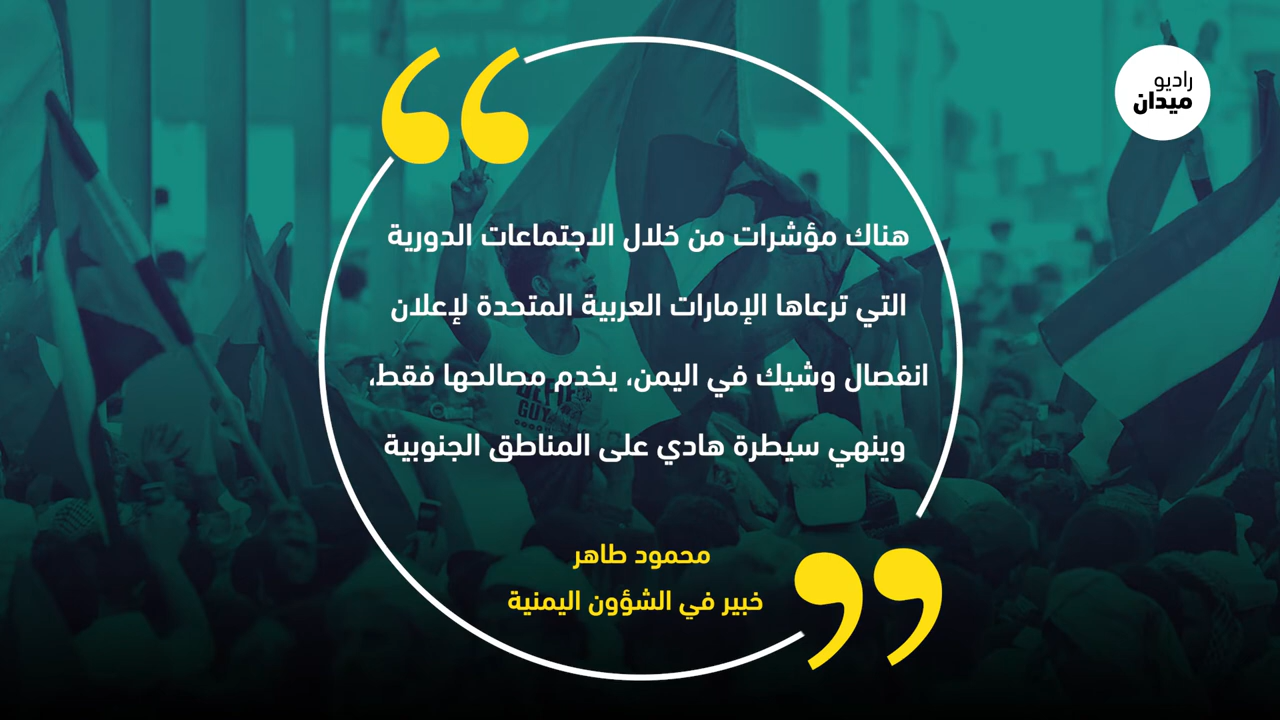 راديو
ميدان
هناك مؤشرات من خلال الاجتماعات الدورية
التي ترعاها الإمارات العربية المتحدة لإعلان
انفصال وشيك في اليمن، يخدم مصالحها فقط،
وينهي سيطرة هادي على المناطق الجنوبية
محمود طاهر
خبير في الشؤون اليمنية